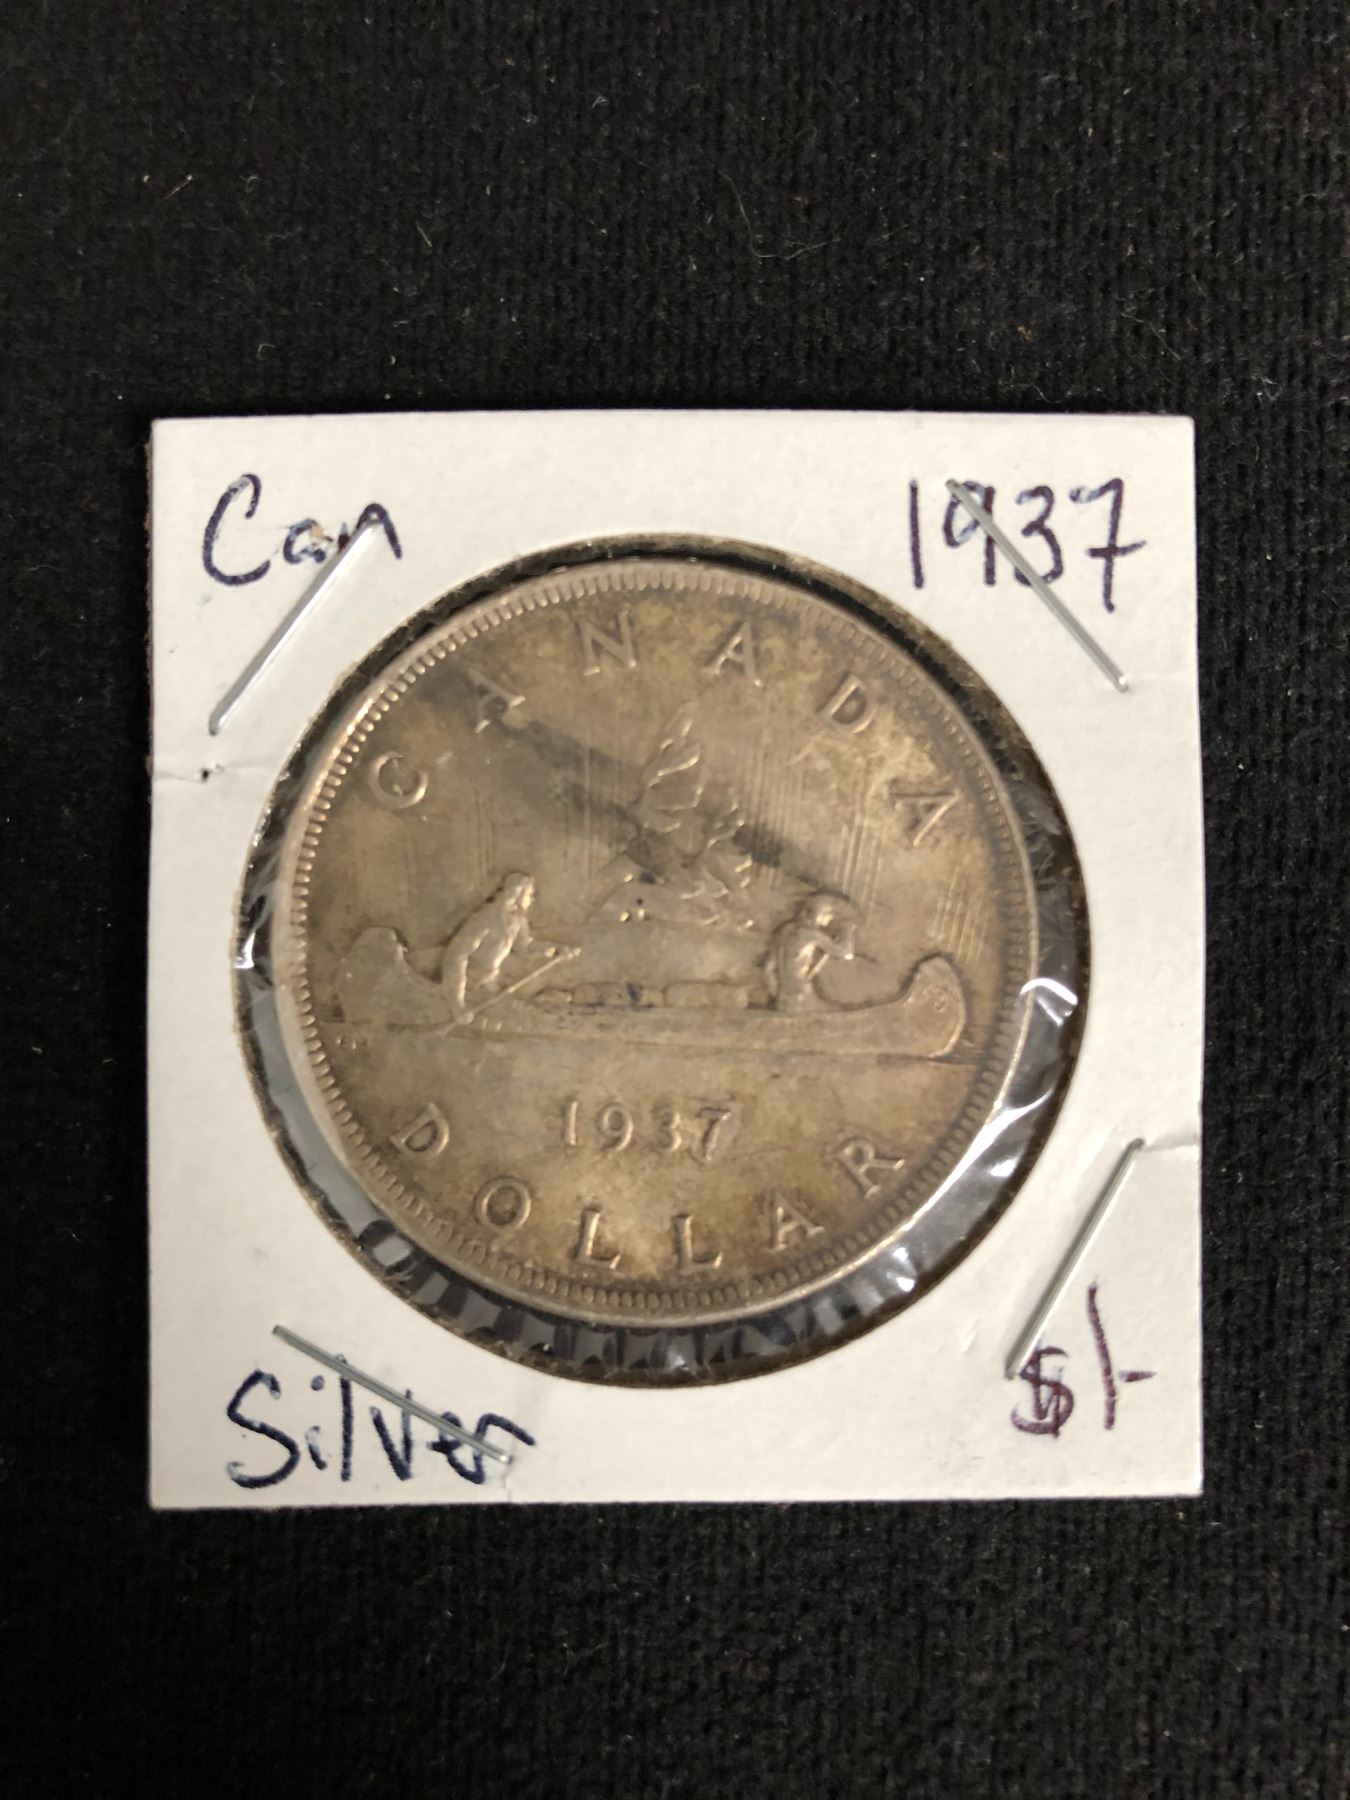 Can 1937
CANADA
1937
DOLLAR
Silver $1-